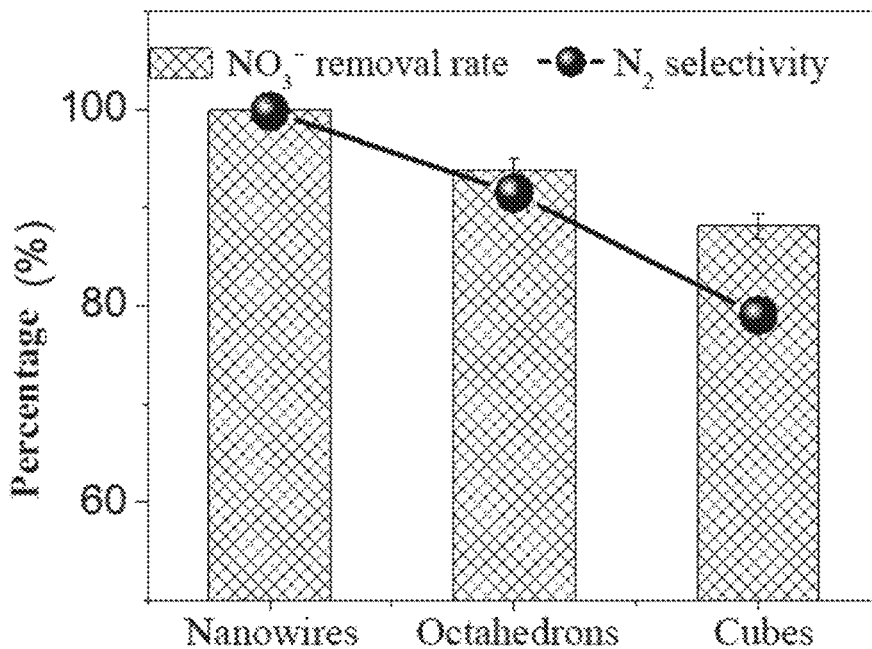 NO₃⁻ removal rate N₂ selectivity
100
80
60
Percentage (%)
Nanowires Octahedrons Cubes